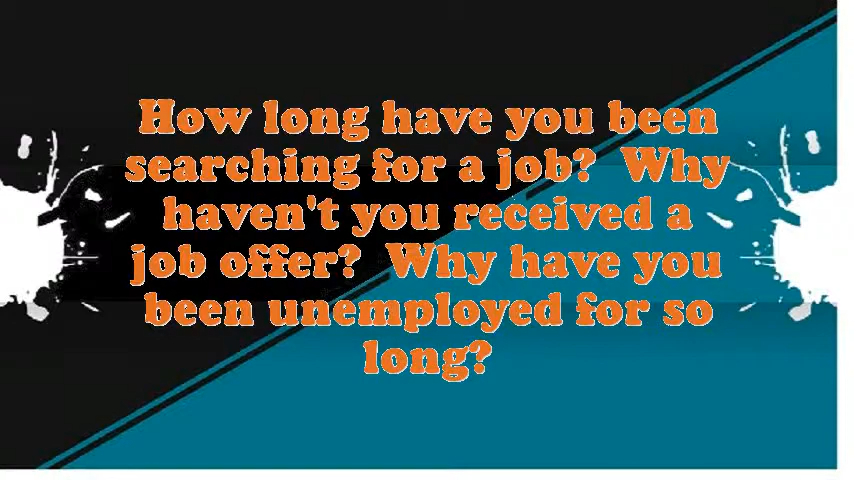 How long have you been
searching for a job? Why
haven't you received a
job offer? Why have you
been unemployed for so
long?